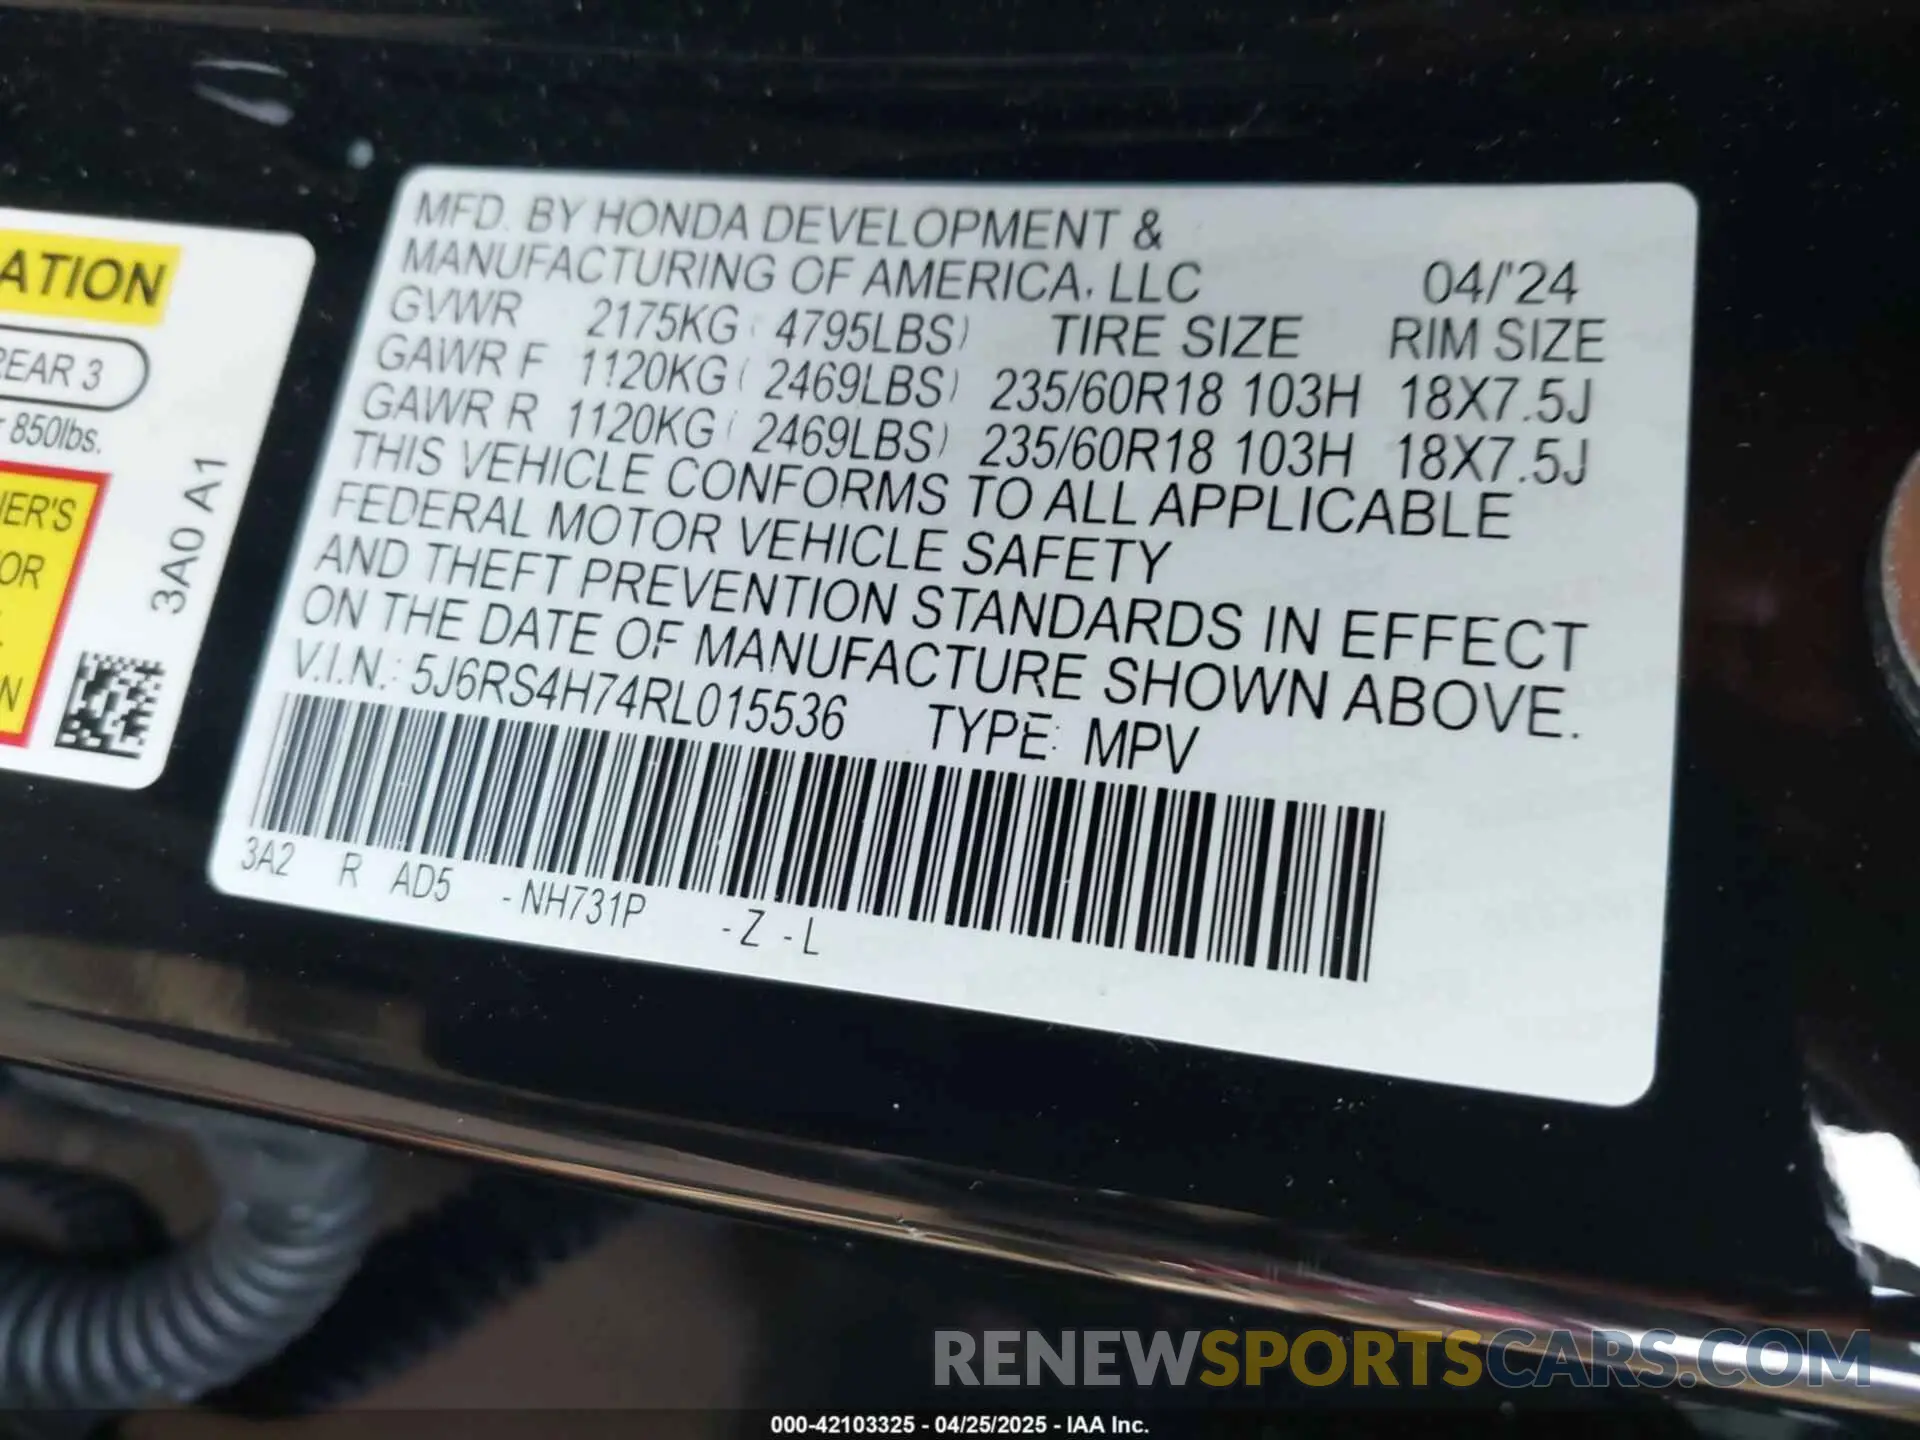 ATION
REAR 3
850lbs.
NER'S
OR
N
3A0 A1
MFD. BY HONDA DEVELOPMENT &
MANUFACTURING OF AMERICA, LLC 04/'24
GVWR 2175KG ( 4795LBS) TIRE SIZE RIM SIZE
GAWR F 1120KG ( 2469LBS) 235/60R18 103H 18X7.5J
GAWR R 1120KG ( 2469LBS) 235/60R18 103H 18X7.5J
THIS VEHICLE CONFORMS TO ALL APPLICABLE
FEDERAL MOTOR VEHICLE SAFETY
AND THEFT PREVENTION STANDARDS IN EFFECT
ON THE DATE OF MANUFACTURE SHOWN ABOVE.
V.I.N.: 5J6RS4H74RL015536 TYPE: MPV
3A2 R AD5 -NH731P -Z -L
RENEWSPORTSCARS.COM
000-42103325 - 04/25/2025 - IAA Inc.